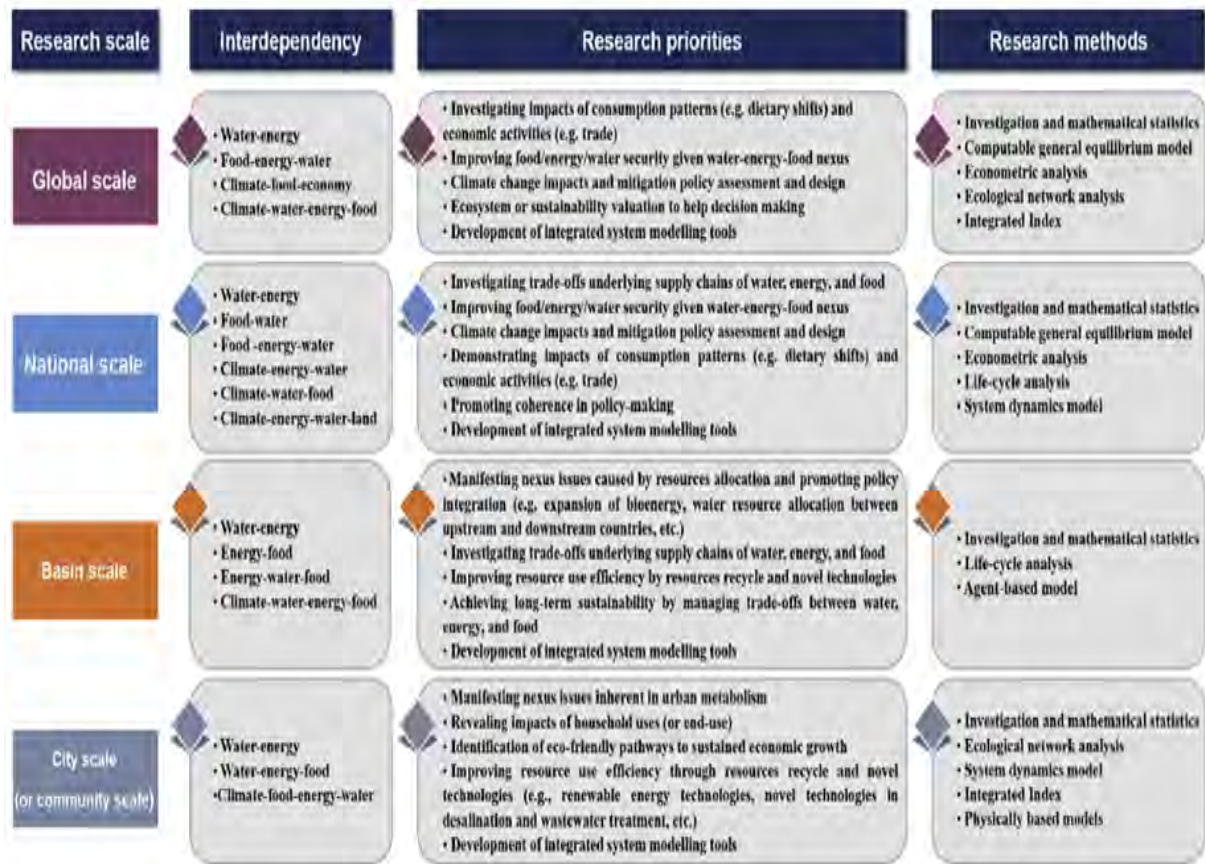 Research scale
Interdependency
Research priorities
Research methods
Global scale
• Water-energy
• Food-energy-water
• Climate-food-economy
• Climate-water-energy-food
• Investigating impacts of consumption patterns (e.g. dietary shifts) and
economic activities (e.g. trade)
• Improving food/energy/water security given water-energy-food nexus
• Climate change impacts and mitigation policy assessment and design
• Ecosystem or sustainability valuation to help decision making
• Development of integrated system modelling tools
• Investigation and mathematical statistics
• Computable general equilibrium model
• Econometric analysis
• Ecological network analysis
• Integrated Index
National scale
• Water-energy
• Food-water
• Food -energy-water
• Climate-energy-water
• Climate-water-food
• Climate-energy-water-land
• Investigating trade-offs underlying supply chains of water, energy, and food
• Improving food/energy/water security given water-energy-food nexus
• Climate change impacts and mitigation policy assessment and design
• Demonstrating impacts of consumption patterns (e.g. dietary shifts) and
economic activities (e.g. trade)
• Promoting coherence in policy-making
• Development of integrated system modelling tools
• Investigation and mathematical statistics
• Computable general equilibrium model
• Econometric analysis
• Life-cycle analysis
• System dynamics model
Basin scale
• Water-energy
• Energy-food
• Energy-water-food
• Climate-water-energy-food
• Manifesting nexus issues caused by resources allocation and promoting policy
integration (e.g. expansion of bioenergy, water resource allocation between
upstream and downstream countries, etc.)
• Investigating trade-offs underlying supply chains of water, energy, and food
• Improving resource use efficiency by resources recycle and novel technologies
• Achieving long-term sustainability by managing trade-offs between water,
energy, and food
• Development of integrated system modelling tools
• Investigation and mathematical statistics
• Life-cycle analysis
• Agent-based model
City scale
(or community scale)
• Water-energy
• Water-energy-food
•Climate-food-energy-water
• Manifesting nexus issues inherent in urban metabolism
• Revealing impacts of household uses (or end-use)
• Identification of eco-friendly pathways to sustained economic growth
• Improving resource use efficiency through resources recycle and novel
technologies (e.g., renewable energy technologies, novel technologies in
desalination and wastewater treatment, etc.)
• Development of integrated system modelling tools
• Investigation and mathematical statistics
• Ecological network analysis
• System dynamics model
• Integrated Index
• Physically based models